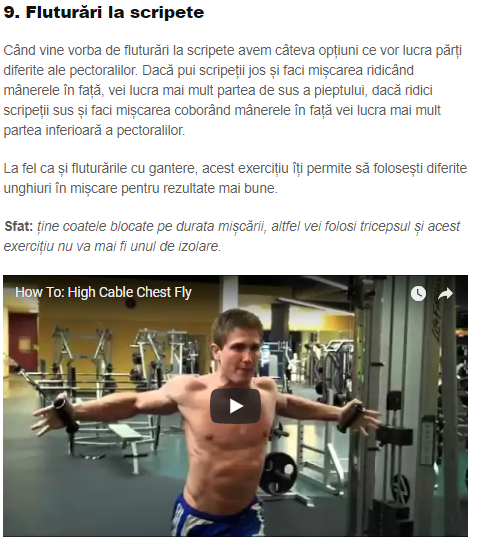 9. Fluturări la scripete
Când vine vorba de fluturări la scripete avem câteva opțiuni ce vor lucra părți
diferite ale pectoralilor. Dacă pui scripeții jos și faci mișcarea ridicând
mânerele în față, vei lucra mai mult partea de sus a pieptului, dacă ridici
scripeții sus și faci mișcarea coborând mânerele în față vei lucra mai mult
partea inferioară a pectoralilor.
La fel ca și fluturările cu gantere, acest exercițiu îți permite să folosești diferite
unghiuri în mișcare pentru rezultate mai bune.
Sfat: ține coatele blocate pe durata mișcării, altfel vei folosi tricepsul și acest
exercițiu nu va mai fi unul de izolare.
How To: High Cable Chest Fly